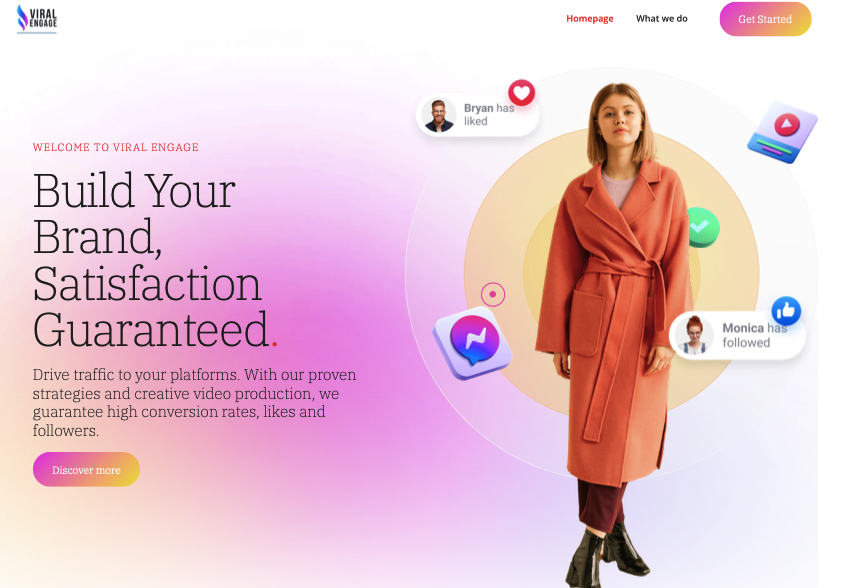 VIRAL
ENGAGE
Homepage
What we do
Get Started
Bryan has
liked
WELCOME TO VIRAL ENGAGE
Build Your
Brand,
Satisfaction
Guaranteed.
Monica has
followed
Drive traffic to your platforms. With our proven
strategies and creative video production, we
guarantee high conversion rates, likes and
followers.
Discover more